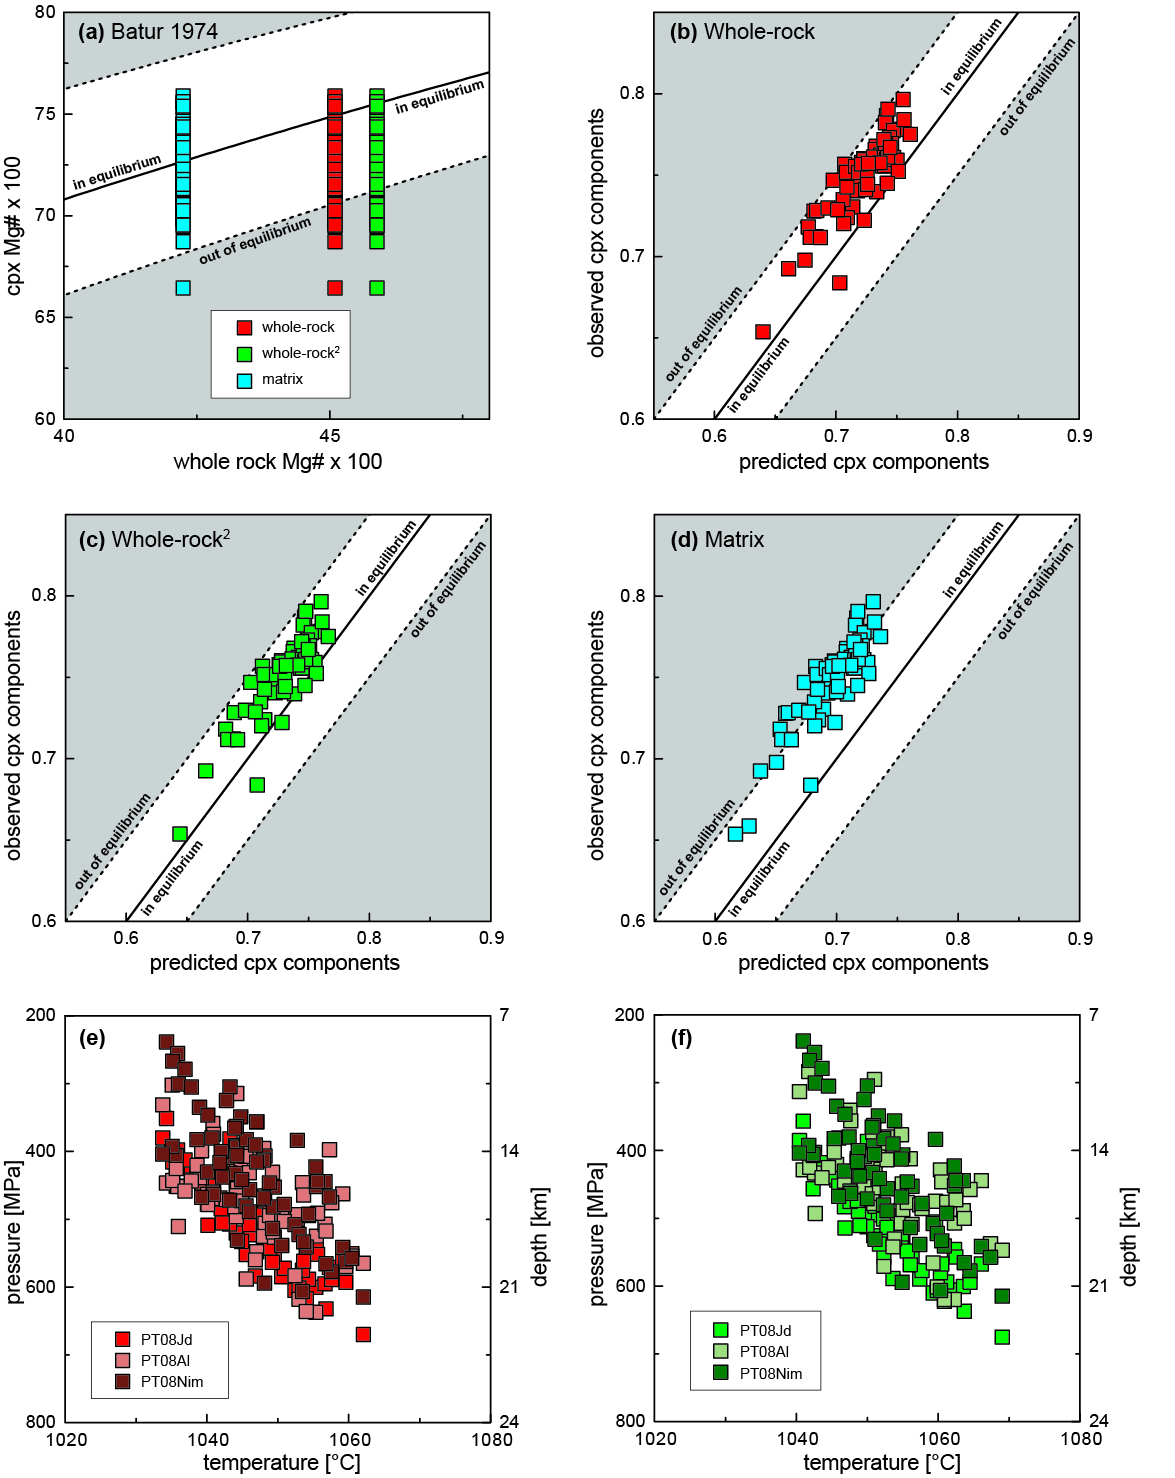 (a) Batur 1974
80
75
70
65
60
cpx Mg# x 100
in equilibrium
in equilibrium
out of equilibrium
whole-rock
whole-rock²
matrix
40
45
whole rock Mg# x 100
(b) Whole-rock
0.8
0.7
0.6
observed cpx components
in equilibrium
out of equilibrium
out of equilibrium
in equilibrium
0.6
0.7
0.8
0.9
predicted cpx components
(c) Whole-rock²
0.8
0.7
0.6
observed cpx components
in equilibrium
out of equilibrium
out of equilibrium
in equilibrium
0.6
0.7
0.8
0.9
predicted cpx components
(d) Matrix
0.8
0.7
0.6
observed cpx components
in equilibrium
out of equilibrium
out of equilibrium
in equilibrium
0.6
0.7
0.8
0.9
predicted cpx components
(e)
200
400
600
800
pressure [MPa]
7
14
21
24
depth [km]
PT08Jd
PT08Al
PT08Nim
1020
1040
1060
1080
temperature [°C]
(f)
200
400
600
800
pressure [MPa]
7
14
21
24
depth [km]
PT08Jd
PT08Al
PT08Nim
1020
1040
1060
1080
temperature [°C]